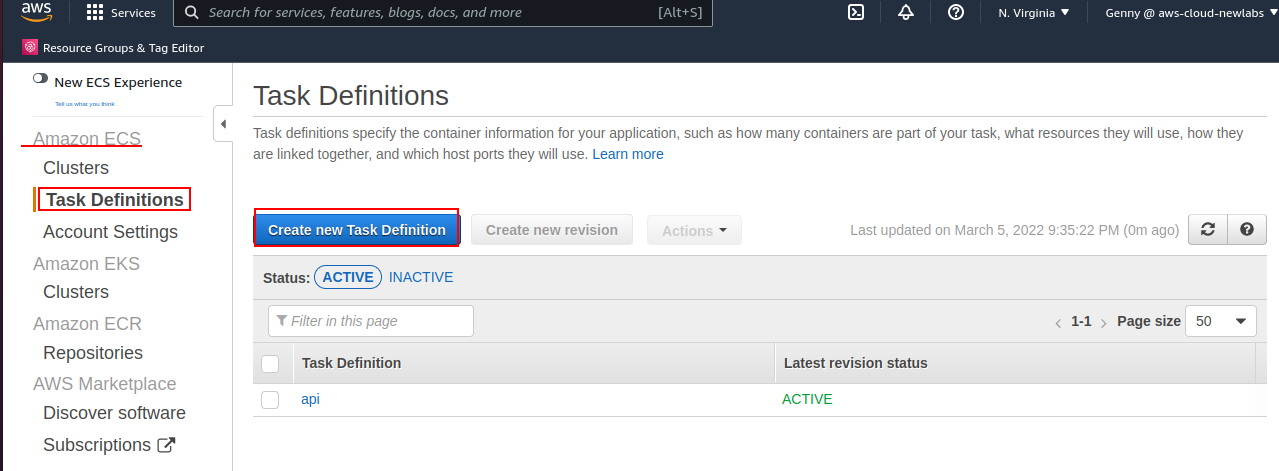 aws
Services
Search for services, features, blogs, docs, and more
[Alt+S]
N. Virginia
Genny @ aws-cloud-newlabs
Resource Groups & Tag Editor
New ECS Experience
Tell us what you think
Amazon ECS
Clusters
Task Definitions
Account Settings
Amazon EKS
Clusters
Amazon ECR
Repositories
AWS Marketplace
Discover software
Subscriptions
Task Definitions
Task definitions specify the container information for your application, such as how many containers are part of your task, what resources they will use, how they
are linked together, and which host ports they will use. Learn more
Create new Task Definition
Create new revision
Actions
Last updated on March 5, 2022 9:35:22 PM (0m ago)
Status: ACTIVE INACTIVE
Filter in this page
1-1 Page size 50
Task Definition Latest revision status
api ACTIVE